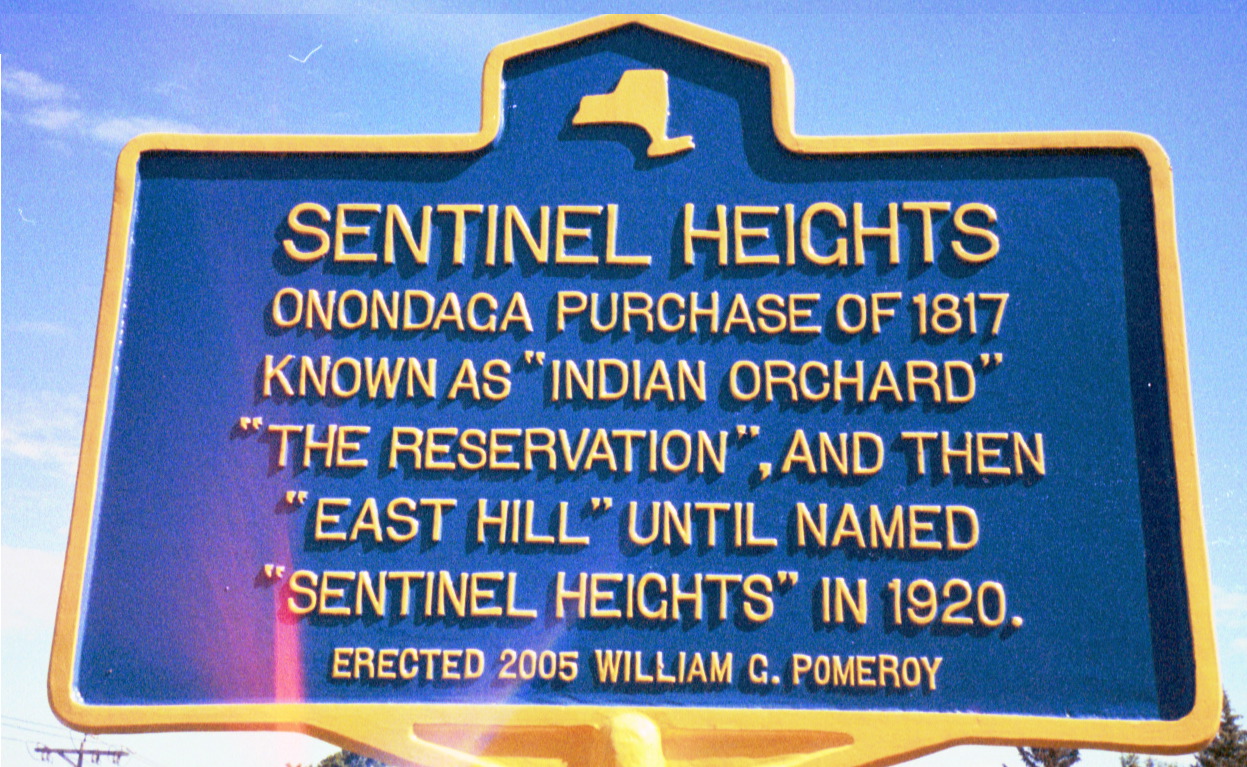 SENTINEL HEIGHTS
ONONDAGA PURCHASE OF 1817
KNOWN AS "INDIAN ORCHARD"
"THE RESERVATION", AND THEN
"EAST HILL" UNTIL NAMED
"SENTINEL HEIGHTS" IN 1920.
ERECTED 2005 WILLIAM G. POMEROY